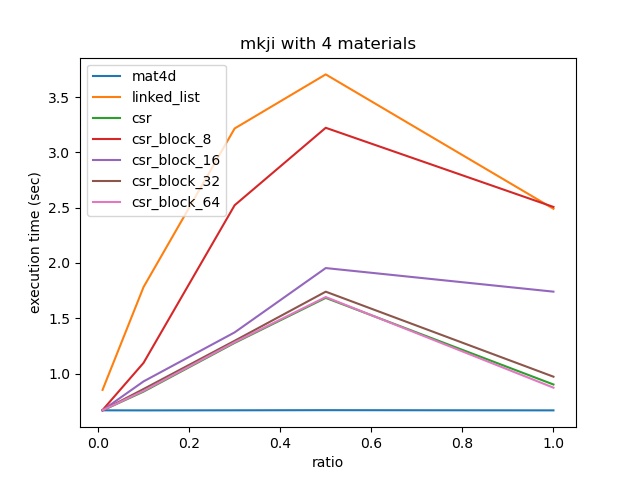 mkji with 4 materials
mat4d
linked_list
csr
csr_block_8
csr_block_16
csr_block_32
csr_block_64
execution time (sec)
3.5
3.0
2.5
2.0
1.5
1.0
0.0 0.2 0.4 0.6 0.8 1.0
ratio